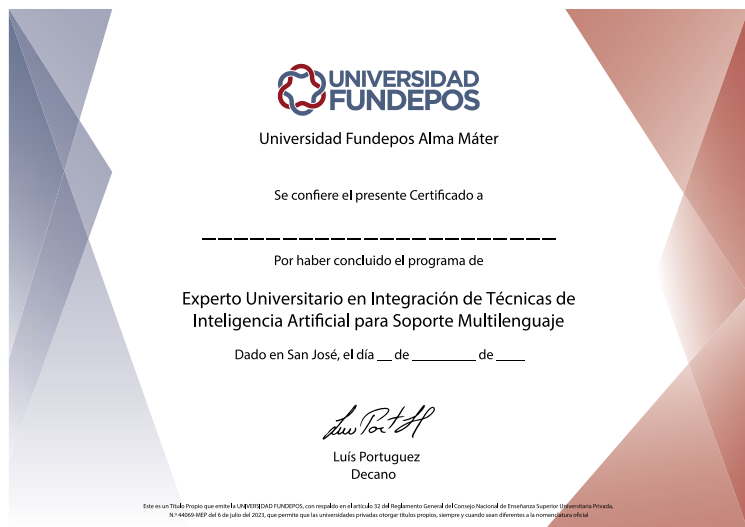 UNIVERSIDAD
FUNDEPOS
Universidad Fundepos Alma Máter
Se confiere el presente Certificado a
Por haber concluido el programa de
Experto Universitario en Integración de Técnicas de
Inteligencia Artificial para Soporte Multilenguaje
Dado en San José, el día __ de ________ de ____
Luís Portuguez
Decano
Este es un Título Propio que emite la UNIVERSIDAD FUNDEPOS, con respaldo en el artículo 32 del Reglamento General del Consejo Nacional de Enseñanza Superior Universitaria Privada,
N.º 44069-MEP del 6 de julio del 2023, que permite que las universidades privadas otorgar títulos propios, siempre y cuando sean diferentes a la nomenclatura oficial